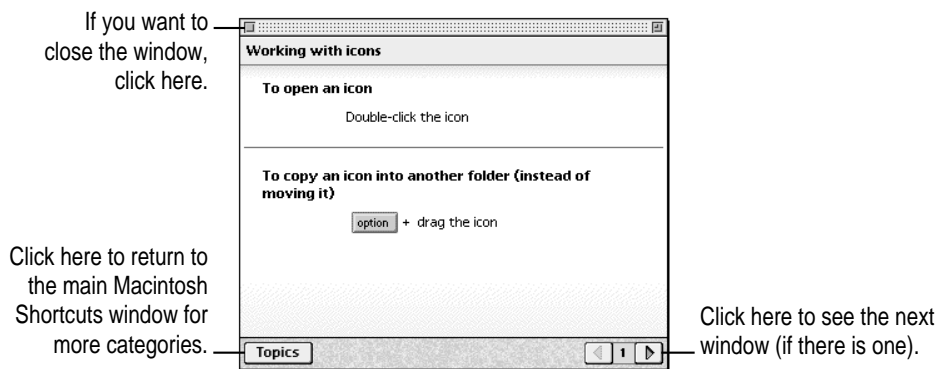 If you want to
close the window,
click here.
Working with icons
To open an icon
Double-click the icon
To copy an icon into another folder (instead of
moving it)
option + drag the icon
Click here to return to
the main Macintosh
Shortcuts window for
more categories.
Topics
1
Click here to see the next
window (if there is one).